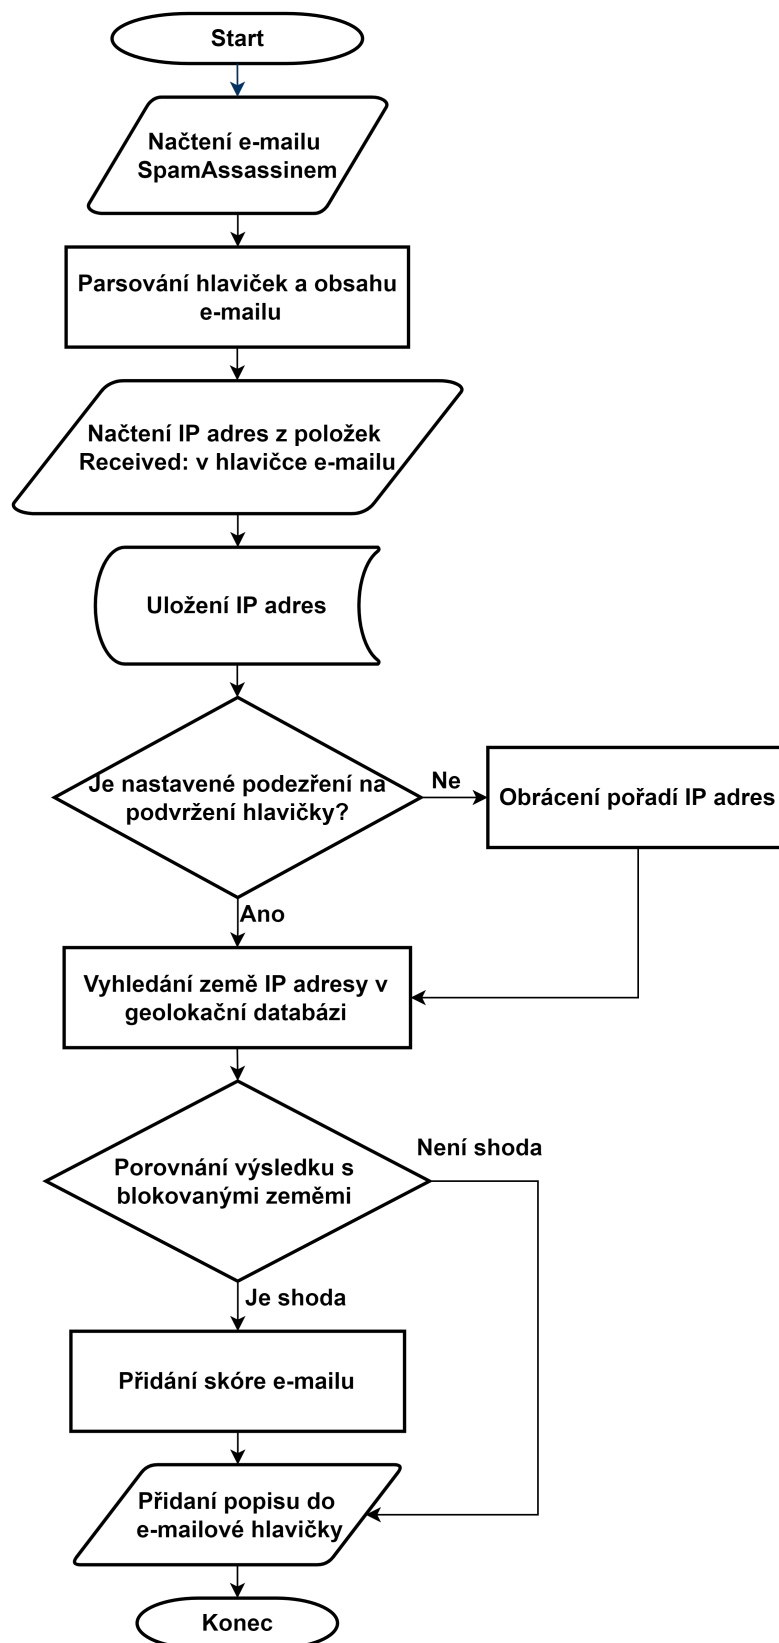 Start
Načtení e-mailu
SpamAssassinem
Parsování hlaviček a obsahu
e-mailu
Načtení IP adres z položek
Received: v hlavičce e-mailu
Uložení IP adres
Je nastavené podezření na
podvržení hlavičky?
Ne
Obrácení pořadí IP adres
Ano
Vyhledání země IP adresy v
geolokační databázi
Není shoda
Porovnání výsledku s
blokovanými zeměmi
Je shoda
Přidání skóre e-mailu
Přidaní popisu do
e-mailové hlavičky
Konec